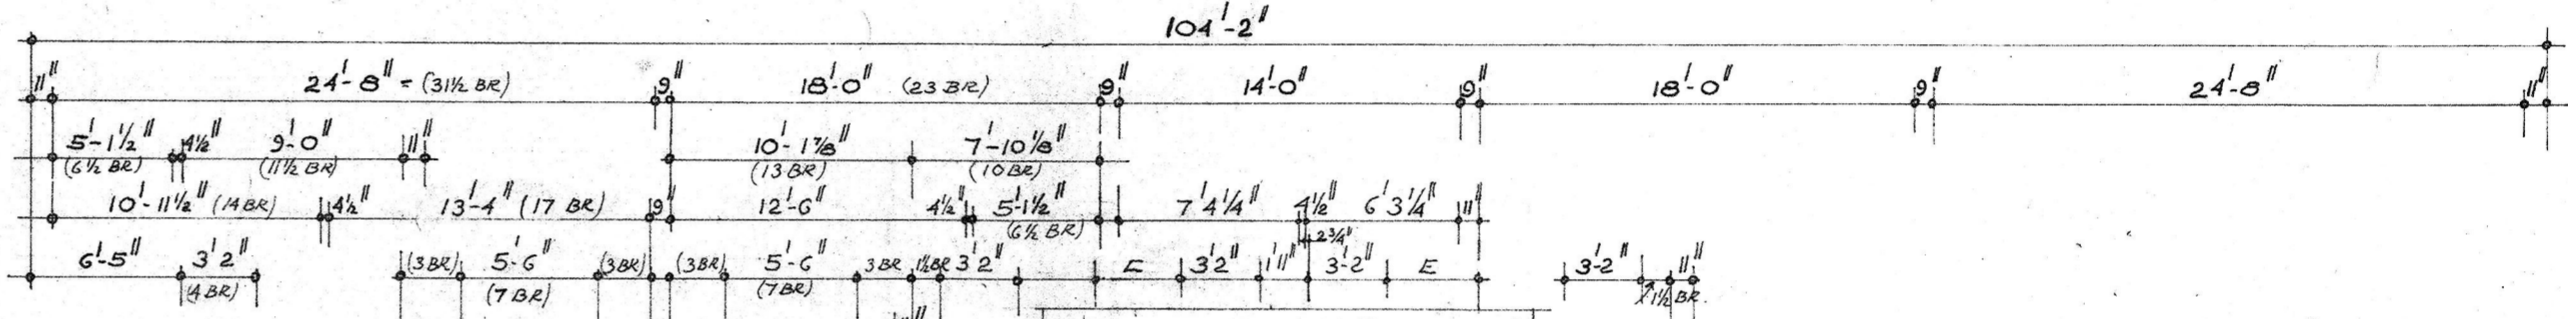 104'-2"
11" 24'-8" = (31½ BR) 9" 18'-0" (23 BR) 9" 14'-0" 9" 18'-0" 9" 24'-8" 11"
5'-1½" 4½" 9'-0" 11" 10'-1⅞" 7'-10⅛"
(6½ BR) (11½ BR) (13 BR) (10 BR)
10'-11½" (14 BR) 4½" 13'-4" (17 BR) 9" 12'-6" 4½" 5'-1½" 7'4¼" 4½" 6'3¼" 11"
(6½ BR) 2¾"
6'-5" 3'2" (3 BR) 5'-6" (3 BR) (3 BR) 5'-6" 3 BR 1½ BR 3'2" E 3'2" 1'11" 3'-2" E 3'-2" 11"
(4 BR) (7 BR) (7 BR) 1½ BR.